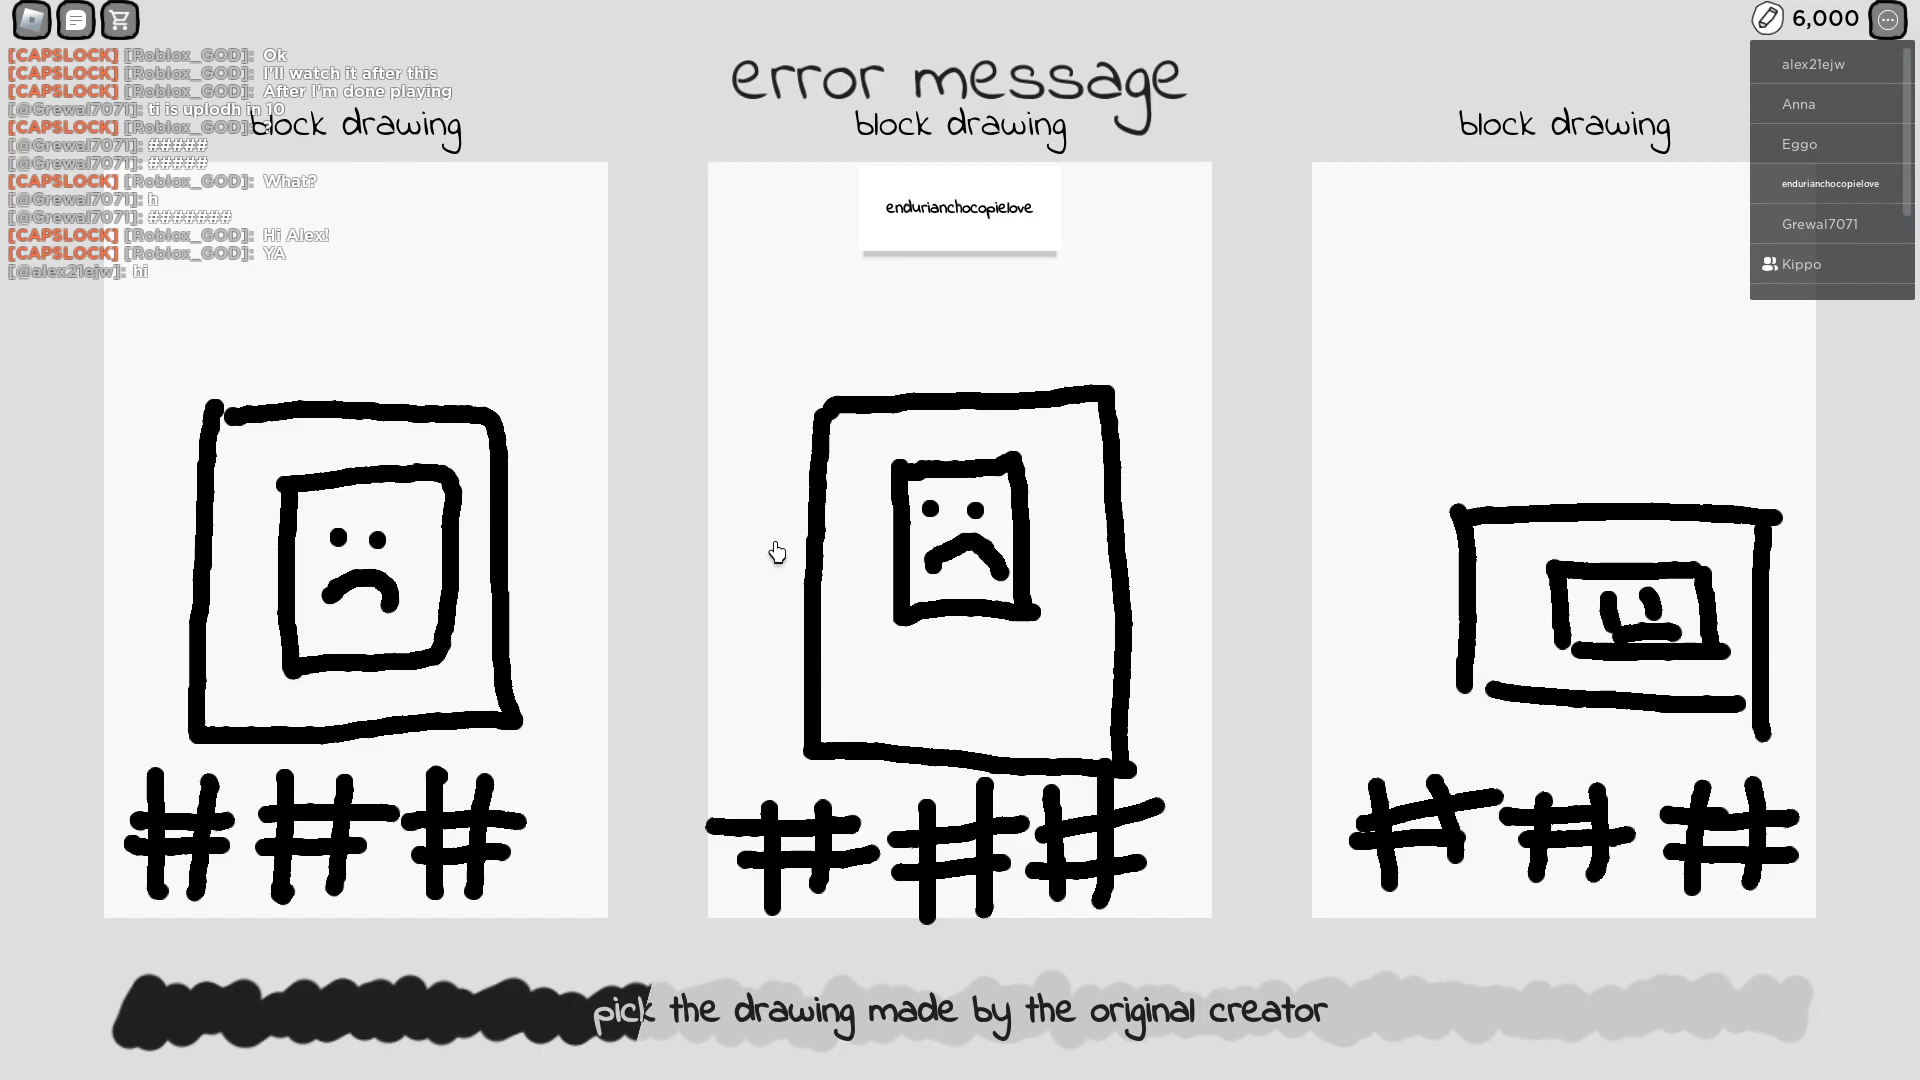 6,000
[CAPSLOCK] [Roblox_GOD]: Ok
[CAPSLOCK] [Roblox_GOD]: I'll watch it after this
[CAPSLOCK] [Roblox_GOD]: After I'm done playing
[@Grewal7071]: ti is uplodh in 10
[CAPSLOCK] [Roblox_GOD]: ?
[@Grewal7071]: #####
[@Grewal7071]: #####
[CAPSLOCK] [Roblox_GOD]: What?
[@Grewal7071]: h
[@Grewal7071]: #######
[CAPSLOCK] [Roblox_GOD]: Hi Alex!
[CAPSLOCK] [Roblox_GOD]: YA
[@alex21ejw]: hi
error message
block drawing
block drawing
block drawing
endurianchocopielove
alex21ejw
Anna
Eggo
endurianchocopielove
Grewal7071
Kippo
# # #
# # #
# # #
pick the drawing made by the original creator